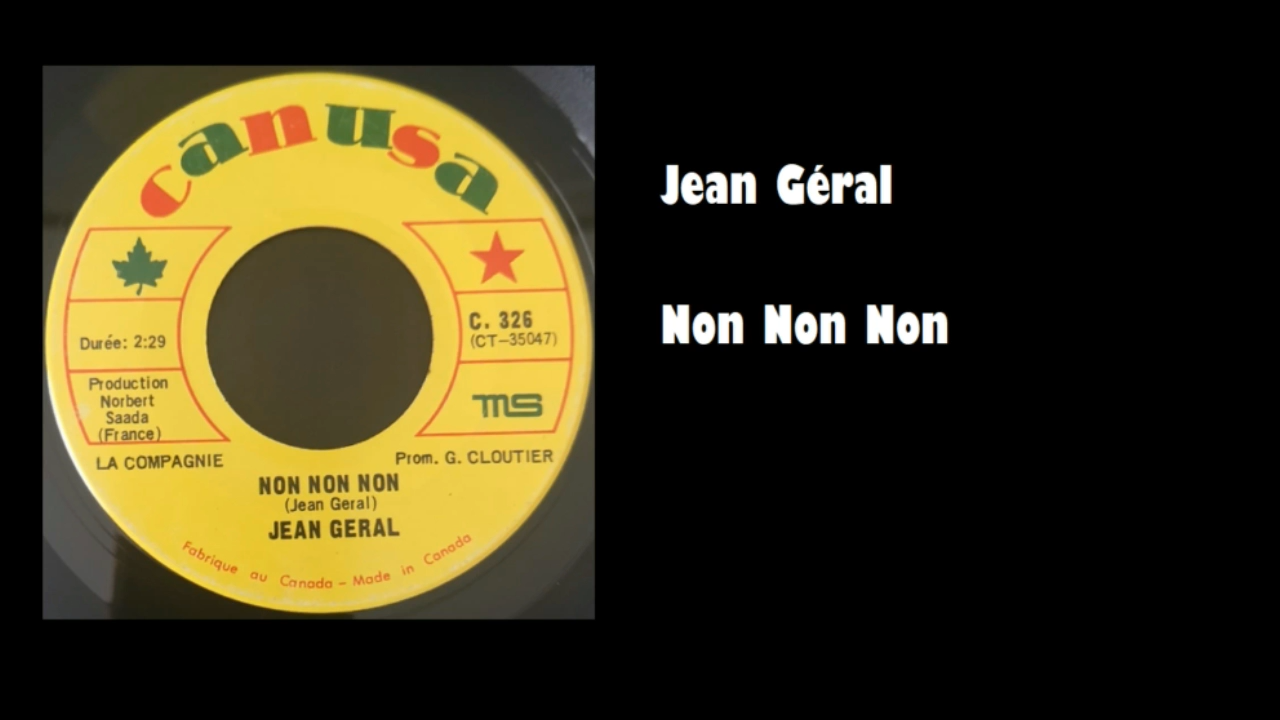 canusa
Durée: 2:29
Production
Norbert
Saada
(France)
LA COMPAGNIE
C. 326
(CT-35047)
MS
Prom. G. CLOUTIER
NON NON NON
(Jean Geral)
JEAN GERAL
Fabrique au Canada - Made in Canada
Jean Géral
Non Non Non